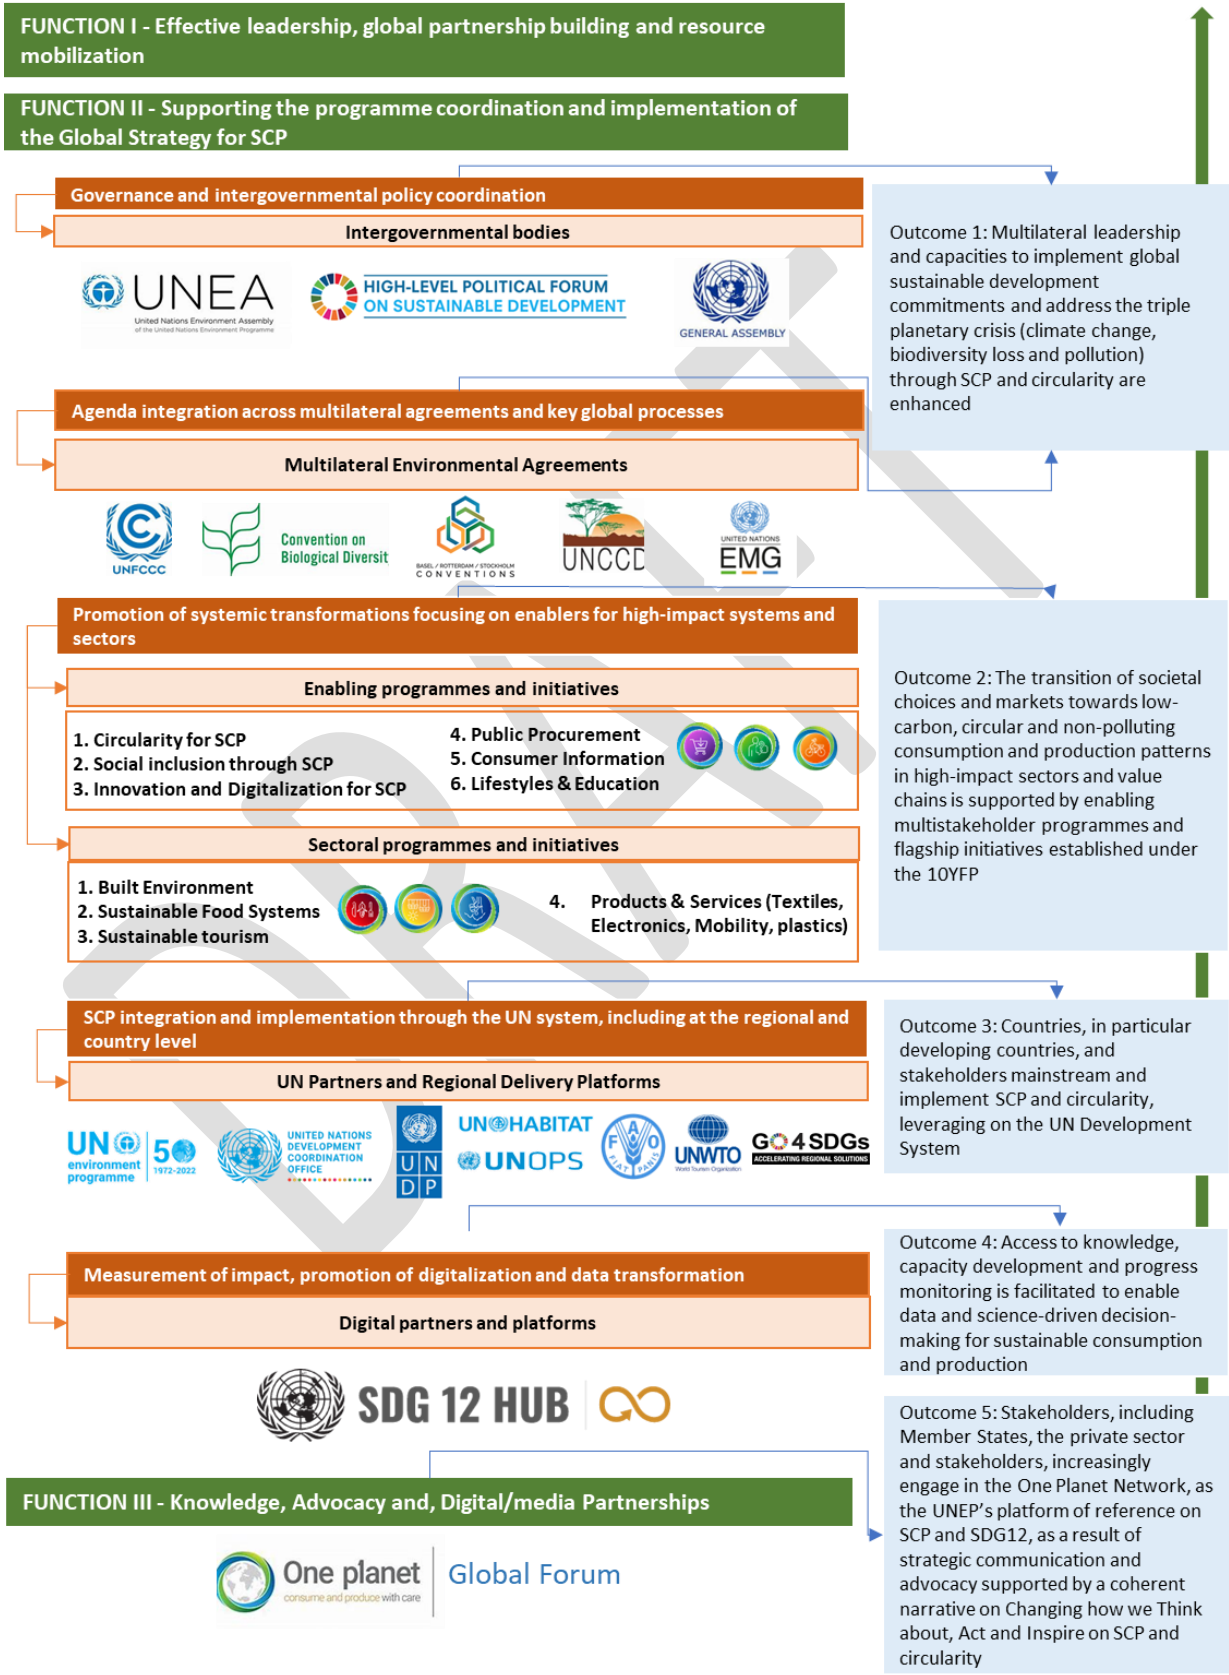 FUNCTION I - Effective leadership, global partnership building and resource
mobilization
FUNCTION II - Supporting the programme coordination and implementation of
the Global Strategy for SCP
Governance and intergovernmental policy coordination
Intergovernmental bodies
UNEA
United Nations Environment Assembly
of the United Nations Environment Programme
HIGH-LEVEL POLITICAL FORUM
ON SUSTAINABLE DEVELOPMENT
GENERAL ASSEMBLY
Outcome 1: Multilateral leadership
and capacities to implement global
sustainable development
commitments and address the triple
planetary crisis (climate change,
biodiversity loss and pollution)
through SCP and circularity are
enhanced
Agenda integration across multilateral agreements and key global processes
Multilateral Environmental Agreements
UNFCCC
Convention on
Biological Diversit
BASEL / ROTTERDAM / STOCKHOLM
CONVENTIONS
UNCCD
UNITED NATIONS
EMG
Promotion of systemic transformations focusing on enablers for high-impact systems and
sectors
Enabling programmes and initiatives
1. Circularity for SCP
2. Social inclusion through SCP
3. Innovation and Digitalization for SCP
4. Public Procurement
5. Consumer Information
6. Lifestyles & Education
Sectoral programmes and initiatives
1. Built Environment
2. Sustainable Food Systems
3. Sustainable tourism
4. Products & Services (Textiles,
Electronics, Mobility, plastics)
Outcome 2: The transition of societal
choices and markets towards low-
carbon, circular and non-polluting
consumption and production patterns
in high-impact sectors and value
chains is supported by enabling
multistakeholder programmes and
flagship initiatives established under
the 10YFP
SCP integration and implementation through the UN system, including at the regional and
country level
UN Partners and Regional Delivery Platforms
UN
environment
programme
50
1972-2022
UNITED NATIONS
DEVELOPMENT
COORDINATION
OFFICE
UN
DP
UN HABITAT
UNOPS
FAO
FIAT PANIS
UNWTO
World Tourism Organization
GO4SDGs
ACCELERATING REGIONAL SOLUTIONS
Outcome 3: Countries, in particular
developing countries, and
stakeholders mainstream and
implement SCP and circularity,
leveraging on the UN Development
System
Measurement of impact, promotion of digitalization and data transformation
Digital partners and platforms
SDG 12 HUB
Outcome 4: Access to knowledge,
capacity development and progress
monitoring is facilitated to enable
data and science-driven decision-
making for sustainable consumption
and production
FUNCTION III - Knowledge, Advocacy and, Digital/media Partnerships
One planet
consume and produce with care
Global Forum
Outcome 5: Stakeholders, including
Member States, the private sector
and stakeholders, increasingly
engage in the One Planet Network, as
the UNEP's platform of reference on
SCP and SDG12, as a result of
strategic communication and
advocacy supported by a coherent
narrative on Changing how we Think
about, Act and Inspire on SCP and
circularity
DRAFT